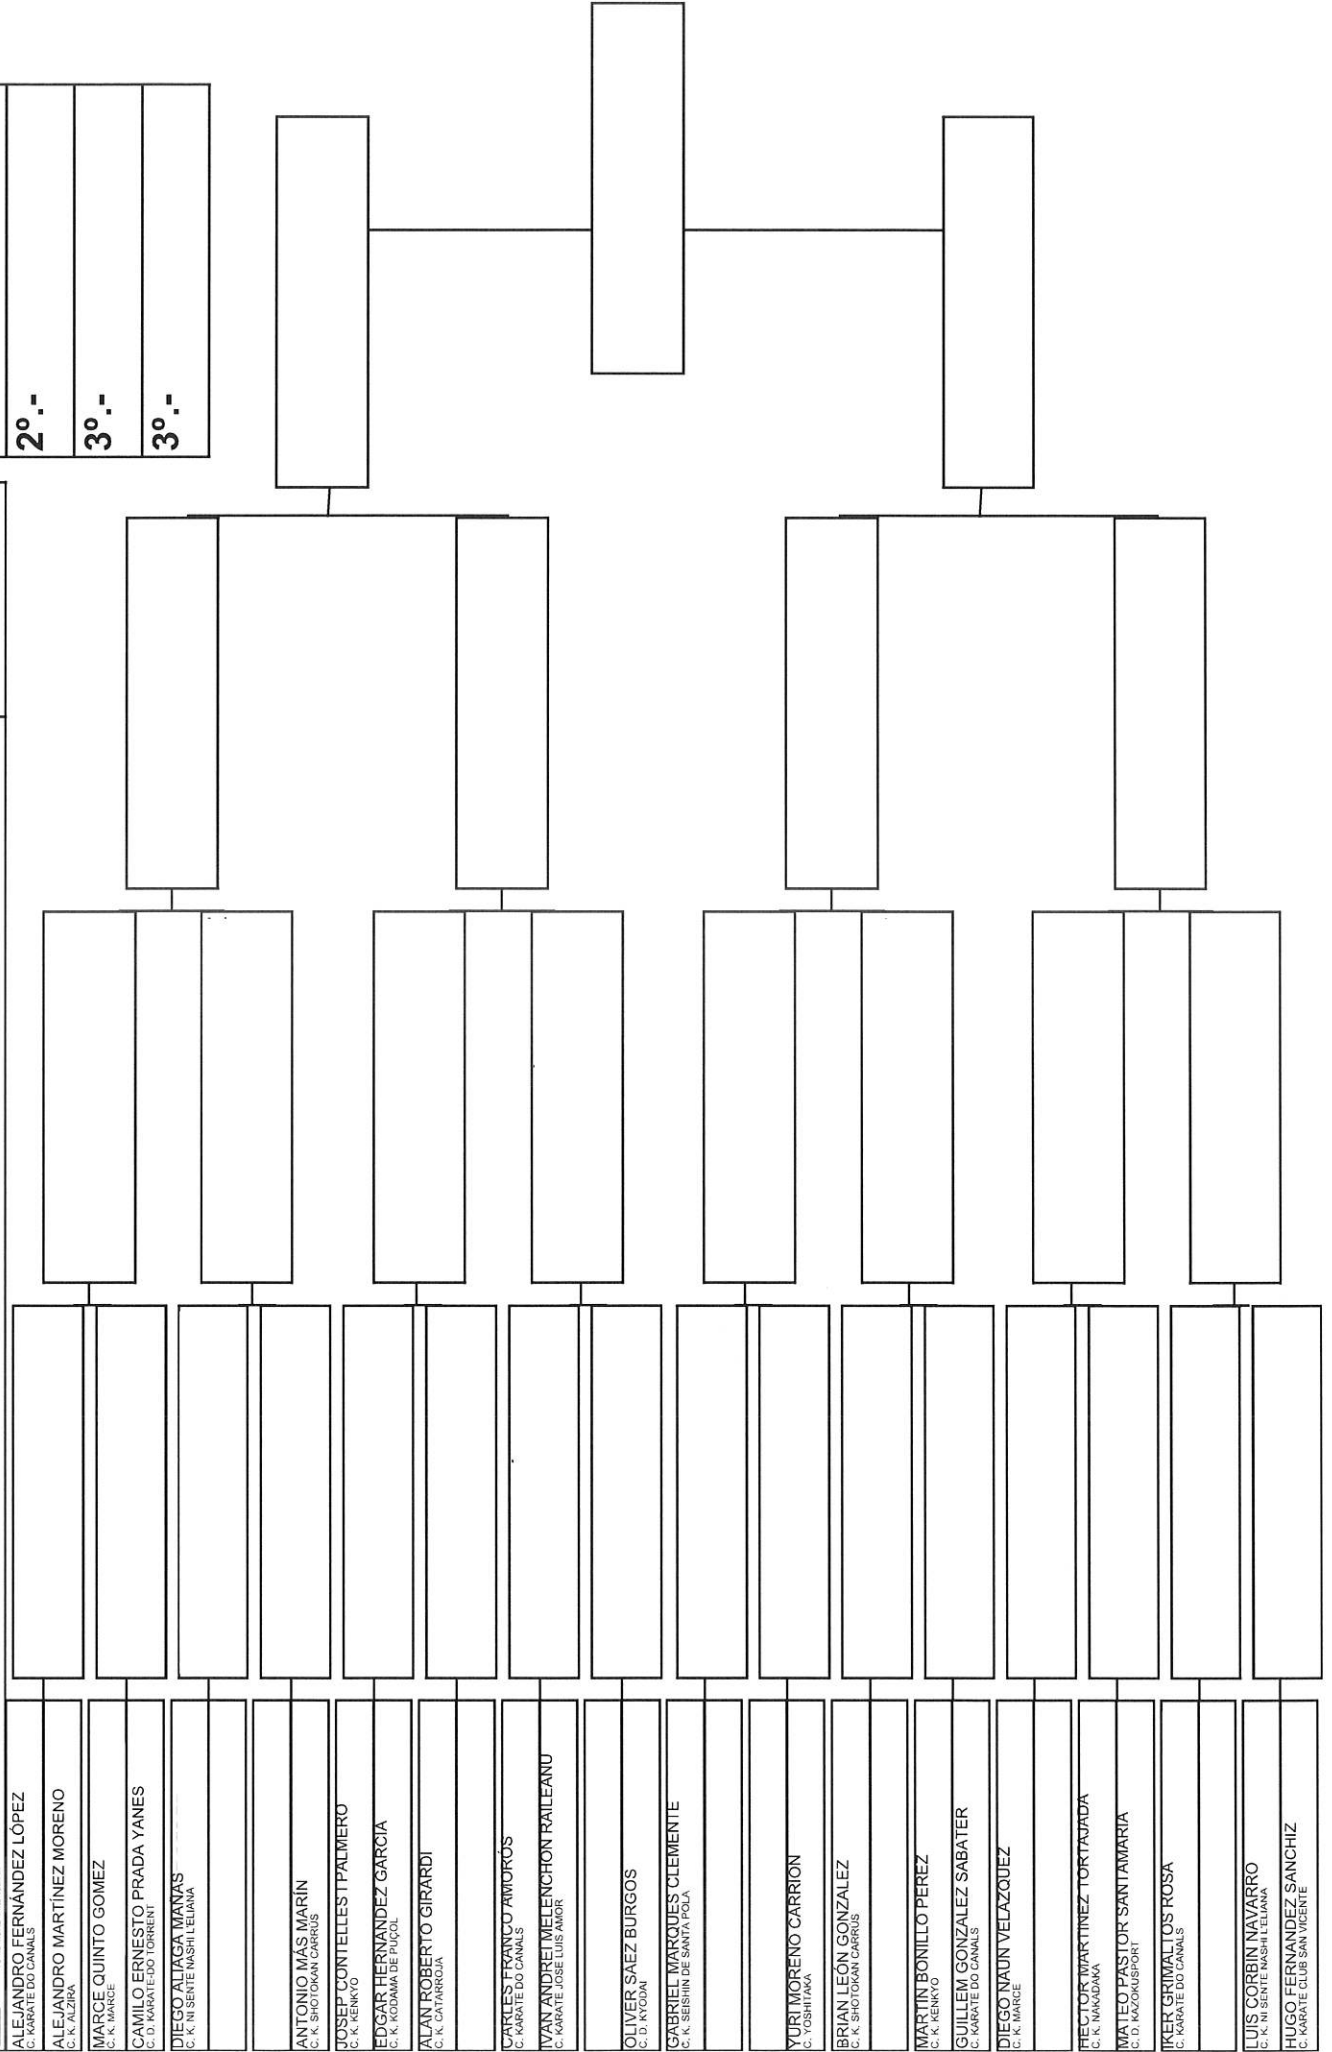 2º.-
3º.-
3º.-
ALEJANDRO FERNÁNDEZ LÓPEZ
C. KARATE DO CANALS
ALEJANDRO MARTÍNEZ MORENO
C. K. ALZIRA
MARCE QUINTO GOMEZ
C. K. MARCE
CAMILO ERNESTO PRADA YANES
C. D. KARATE-DO TORRENT
DIEGO ALIAGA MAÑAS
C. K. NI SENTE NASHI L'ELIANA
ANTONIO MÁS MARÍN
C. K. SHOTOKAN CARRÚS
JOSEP CONTELLES I PALMERO
C. K. KENKYO
EDGAR HERNANDEZ GARCIA
C. K. KODAMA DE PUÇOL
ALAN ROBERTO GIRARDI
C. K. CATARROJA
CARLES FRANCO AMORÓS
C. KARATE DO CANALS
IVAN ANDREI MELENCHON RAILEANU
C. KARATE JOSE LUIS AMOR
OLIVER SAEZ BURGOS
C. D. KYODAI
GABRIEL MARQUES CLEMENTE
C. K. SEISHIN DE SANTA POLA
YURI MORENO CARRION
C. YOSHITAKA
BRIAN LEÓN GONZALEZ
C. K. SHOTOKAN CARRÚS
MARTIN BONILLO PEREZ
C. K. KENKYO
GUILLEM GONZALEZ SABATER
C. KARATE DO CANALS
DIEGO NAUN VELAZQUEZ
C. K. MARCE
HECTOR MARTINEZ TORTAJADA
C. K. NAKADAKA
MATEO PASTOR SANTAMARIA
C. D. KAZOKUSPORT
IKER GRIMALTOS ROSA
C. KARATE DO CANALS
LUIS CORBIN NAVARRO
C. K. NI SENTE NASHI L'ELIANA
HUGO FERNANDEZ SANCHIZ
C. KARATE CLUB SAN VICENTE